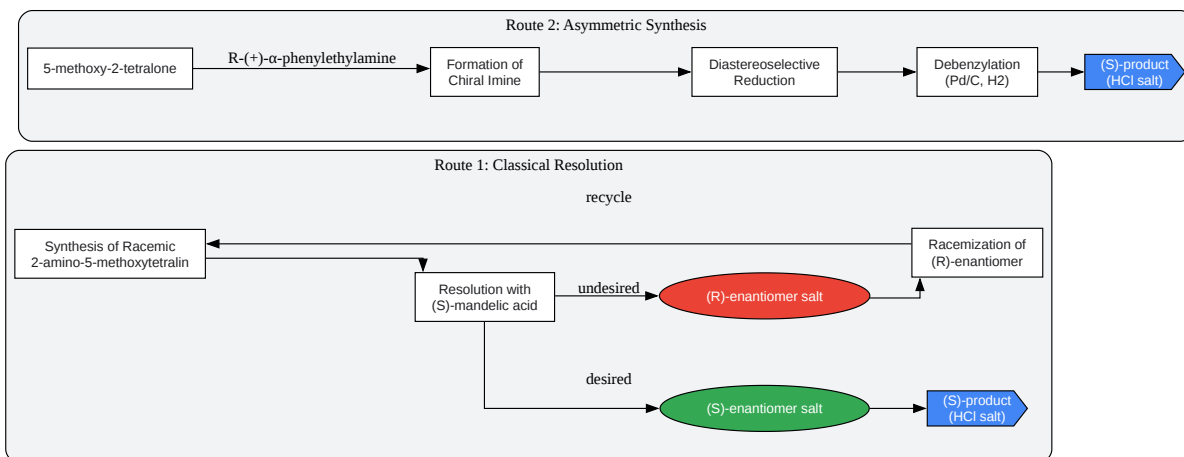 Route 2: Asymmetric Synthesis
5-methoxy-2-tetralone
R-(+)-α-phenylethylamine
Formation of
Chiral Imine
Diastereoselective
Reduction
Debenzylation
(Pd/C, H2)
(S)-product
(HCl salt)
Route 1: Classical Resolution
recycle
Synthesis of Racemic
2-amino-5-methoxytetralin
Racemization of
(R)-enantiomer
Resolution with
(S)-mandelic acid
undesired
(R)-enantiomer salt
desired
(S)-enantiomer salt
(S)-product
(HCl salt)